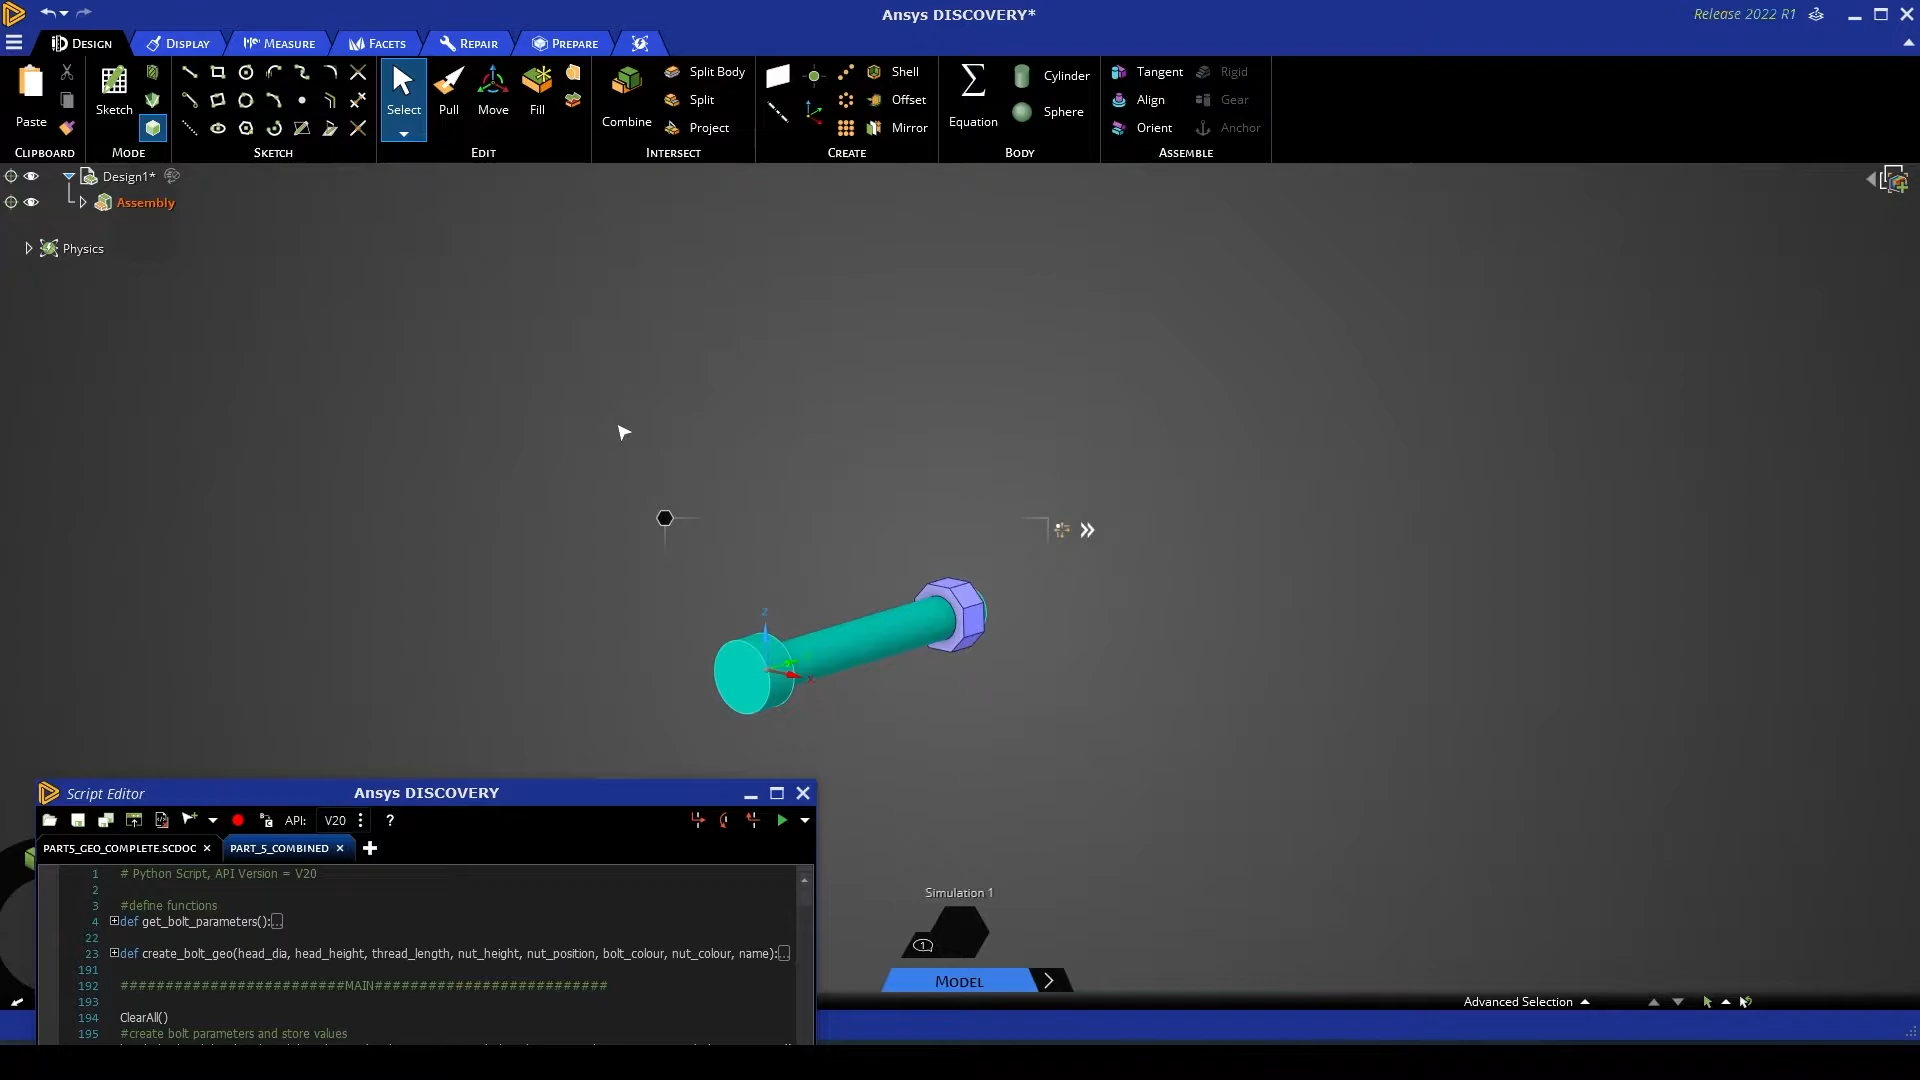 Ansys DISCOVERY*
Release 2022 R1
DESIGN
DISPLAY
MEASURE
FACETS
REPAIR
PREPARE
Paste
CLIPBOARD
Sketch
MODE
SKETCH
Select
Pull
Move
Fill
EDIT
Combine
Split Body
Split
Project
INTERSECT
Shell
Offset
Mirror
CREATE
Equation
Cylinder
Sphere
BODY
Tangent
Align
Orient
Rigid
Gear
Anchor
ASSEMBLE
Design1*
Assembly
Physics
Z
X
Script Editor
Ansys DISCOVERY
API: V20
?
PART5_GEO_COMPLETE.SCDOC
PART_5_COMBINED
1 # Python Script, API Version = V20
2
3 #define functions
4 def get_bolt_parameters():...
22
23 def create_bolt_geo(head_dia, head_height, thread_length, nut_height, nut_position, bolt_colour, nut_colour, name):...
191
192 #########################MAIN##########################
193
194 ClearAll()
195 #create bolt parameters and store values
Simulation 1
1
MODEL
Advanced Selection